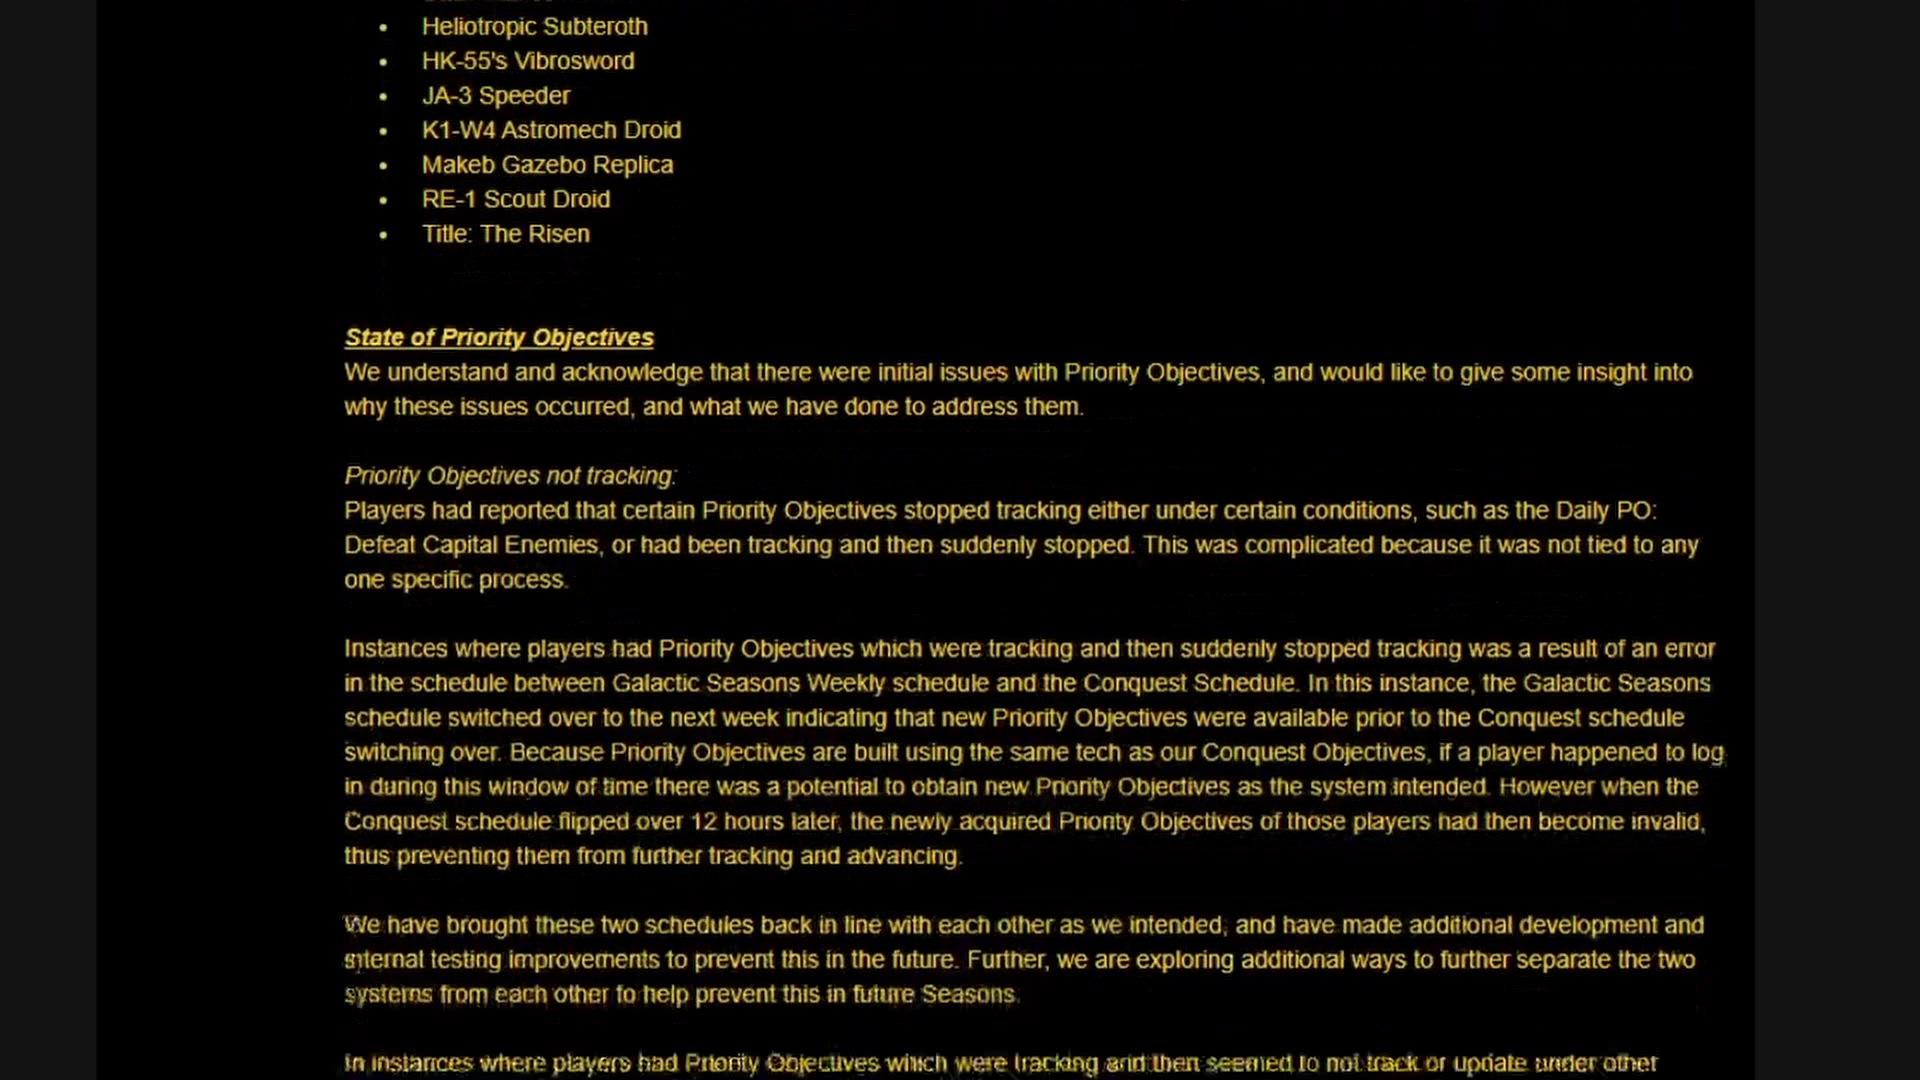 • Heliotropic Subteroth
• HK-55's Vibrosword
• JA-3 Speeder
• K1-W4 Astromech Droid
• Makeb Gazebo Replica
• RE-1 Scout Droid
• Title: The Risen
State of Priority Objectives
We understand and acknowledge that there were initial issues with Priority Objectives, and would like to give some insight into
why these issues occurred, and what we have done to address them.
Priority Objectives not tracking:
Players had reported that certain Priority Objectives stopped tracking either under certain conditions, such as the Daily PO:
Defeat Capital Enemies, or had been tracking and then suddenly stopped. This was complicated because it was not tied to any
one specific process.
Instances where players had Priority Objectives which were tracking and then suddenly stopped tracking was a result of an error
in the schedule between Galactic Seasons Weekly schedule and the Conquest Schedule. In this instance, the Galactic Seasons
schedule switched over to the next week indicating that new Priority Objectives were available prior to the Conquest schedule
switching over. Because Priority Objectives are built using the same tech as our Conquest Objectives, if a player happened to log
in during this window of time there was a potential to obtain new Priority Objectives as the system intended. However when the
Conquest schedule flipped over 12 hours later, the newly acquired Priority Objectives of those players had then become invalid,
thus preventing them from further tracking and advancing.
We have brought these two schedules back in line with each other as we intended, and have made additional development and
internal testing improvements to prevent this in the future. Further, we are exploring additional ways to further separate the two
systems from each other to help prevent this in future Seasons.
In instances where players had Priority Objectives which were tracking and then seemed to not track or update under other